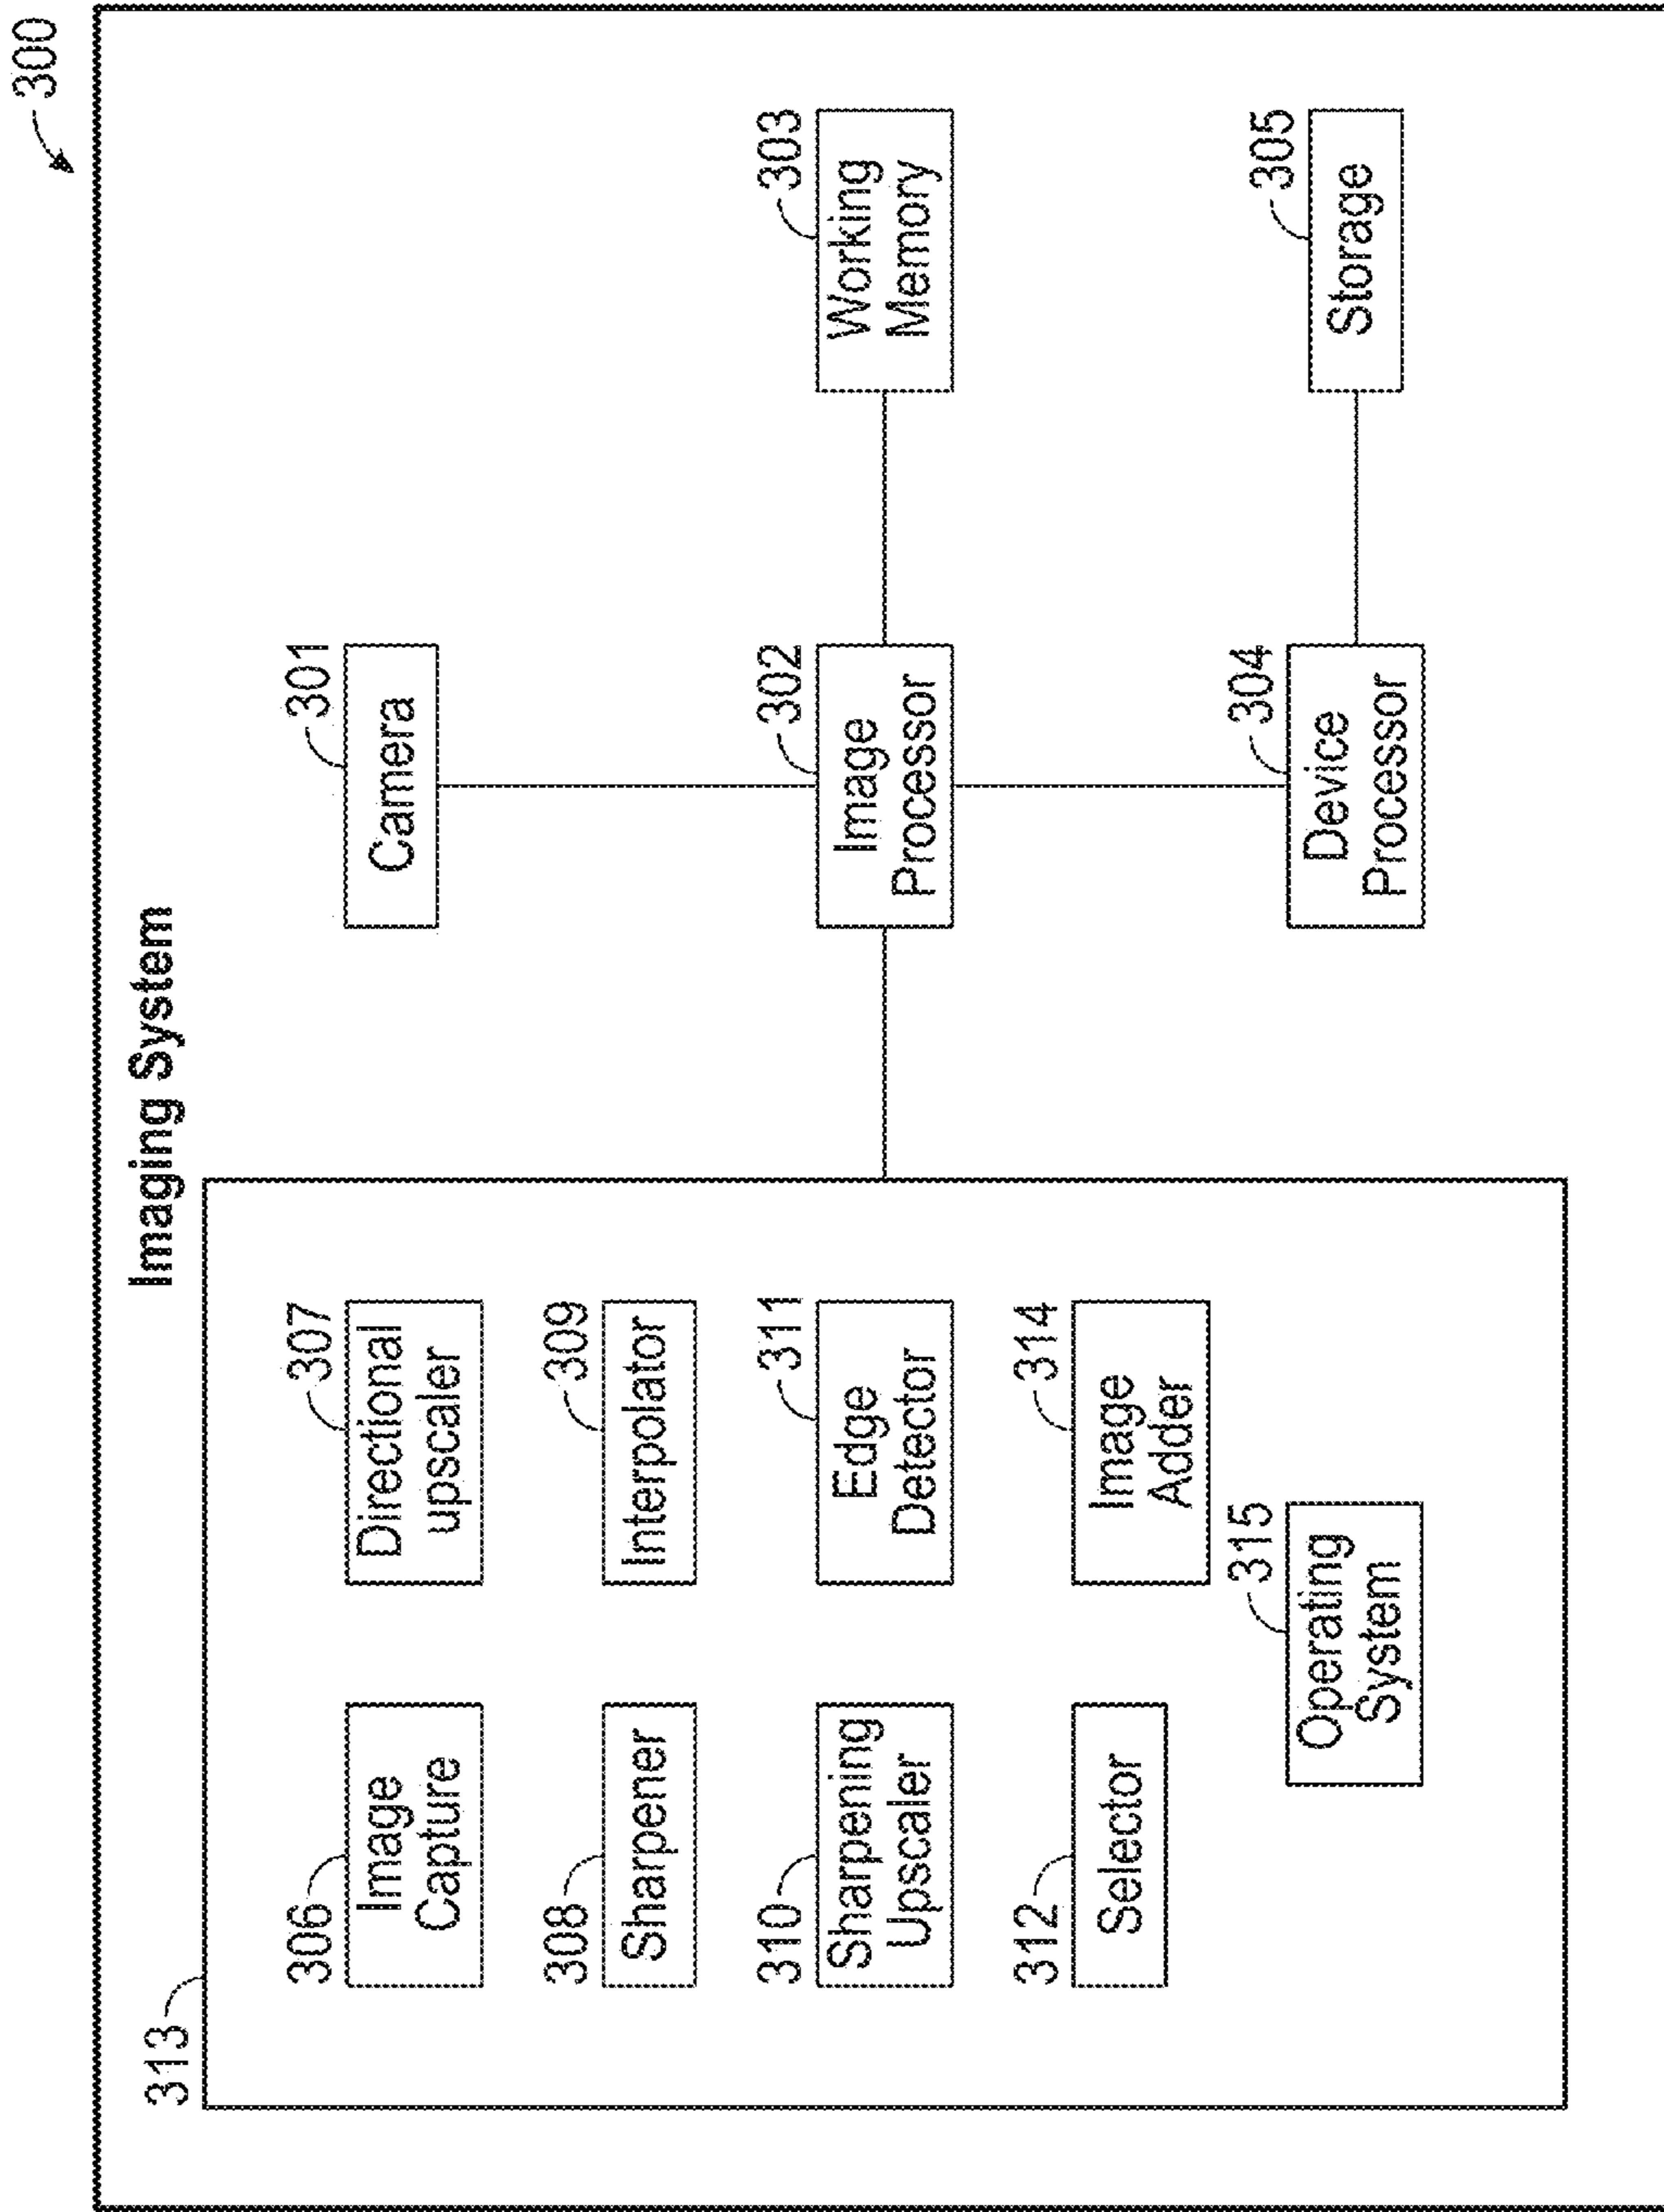 300
Imaging System
313
306
Image
Capture
307
Directional
upscaler
301
Camera
308
Sharpener
309
Interpolator
310
Sharpening
Upscaler
311
Edge
Detector
302
Image
Processor
303
Working
Memory
312
Selector
314
Image
Adder
315
Operating
System
304
Device
Processor
305
Storage